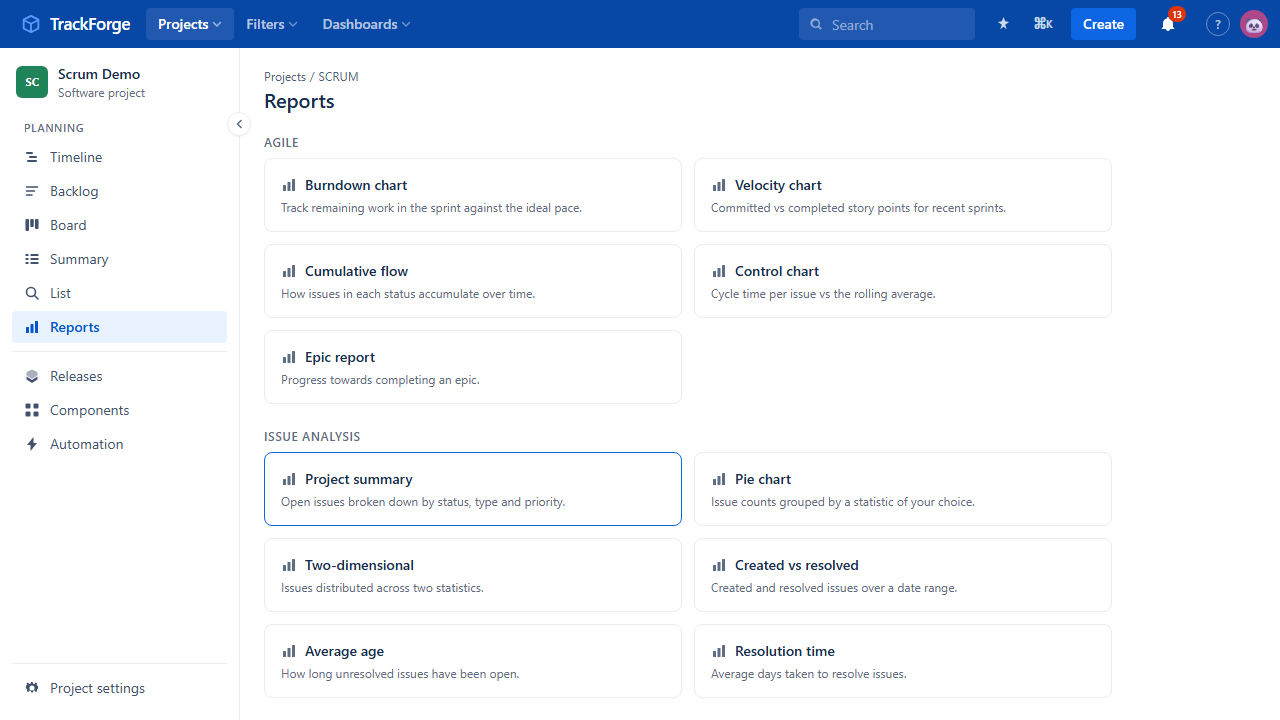 TrackForge
Projects
Filters
Dashboards
Search
⌘K
Create
13
?
SC
Scrum Demo
Software project
PLANNING
Timeline
Backlog
Board
Summary
List
Reports
Releases
Components
Automation
Project settings
Projects / SCRUM
Reports
AGILE
Burndown chart
Track remaining work in the sprint against the ideal pace.
Velocity chart
Committed vs completed story points for recent sprints.
Cumulative flow
How issues in each status accumulate over time.
Control chart
Cycle time per issue vs the rolling average.
Epic report
Progress towards completing an epic.
ISSUE ANALYSIS
Project summary
Open issues broken down by status, type and priority.
Pie chart
Issue counts grouped by a statistic of your choice.
Two-dimensional
Issues distributed across two statistics.
Created vs resolved
Created and resolved issues over a date range.
Average age
How long unresolved issues have been open.
Resolution time
Average days taken to resolve issues.